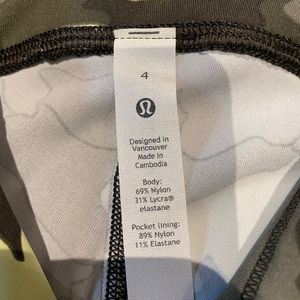 4
Designed in
Vancouver
Made in
Cambodia
Body:
69% Nylon
31% Lycra®
elastane
Pocket lining:
89% Nylon
11% Elastane